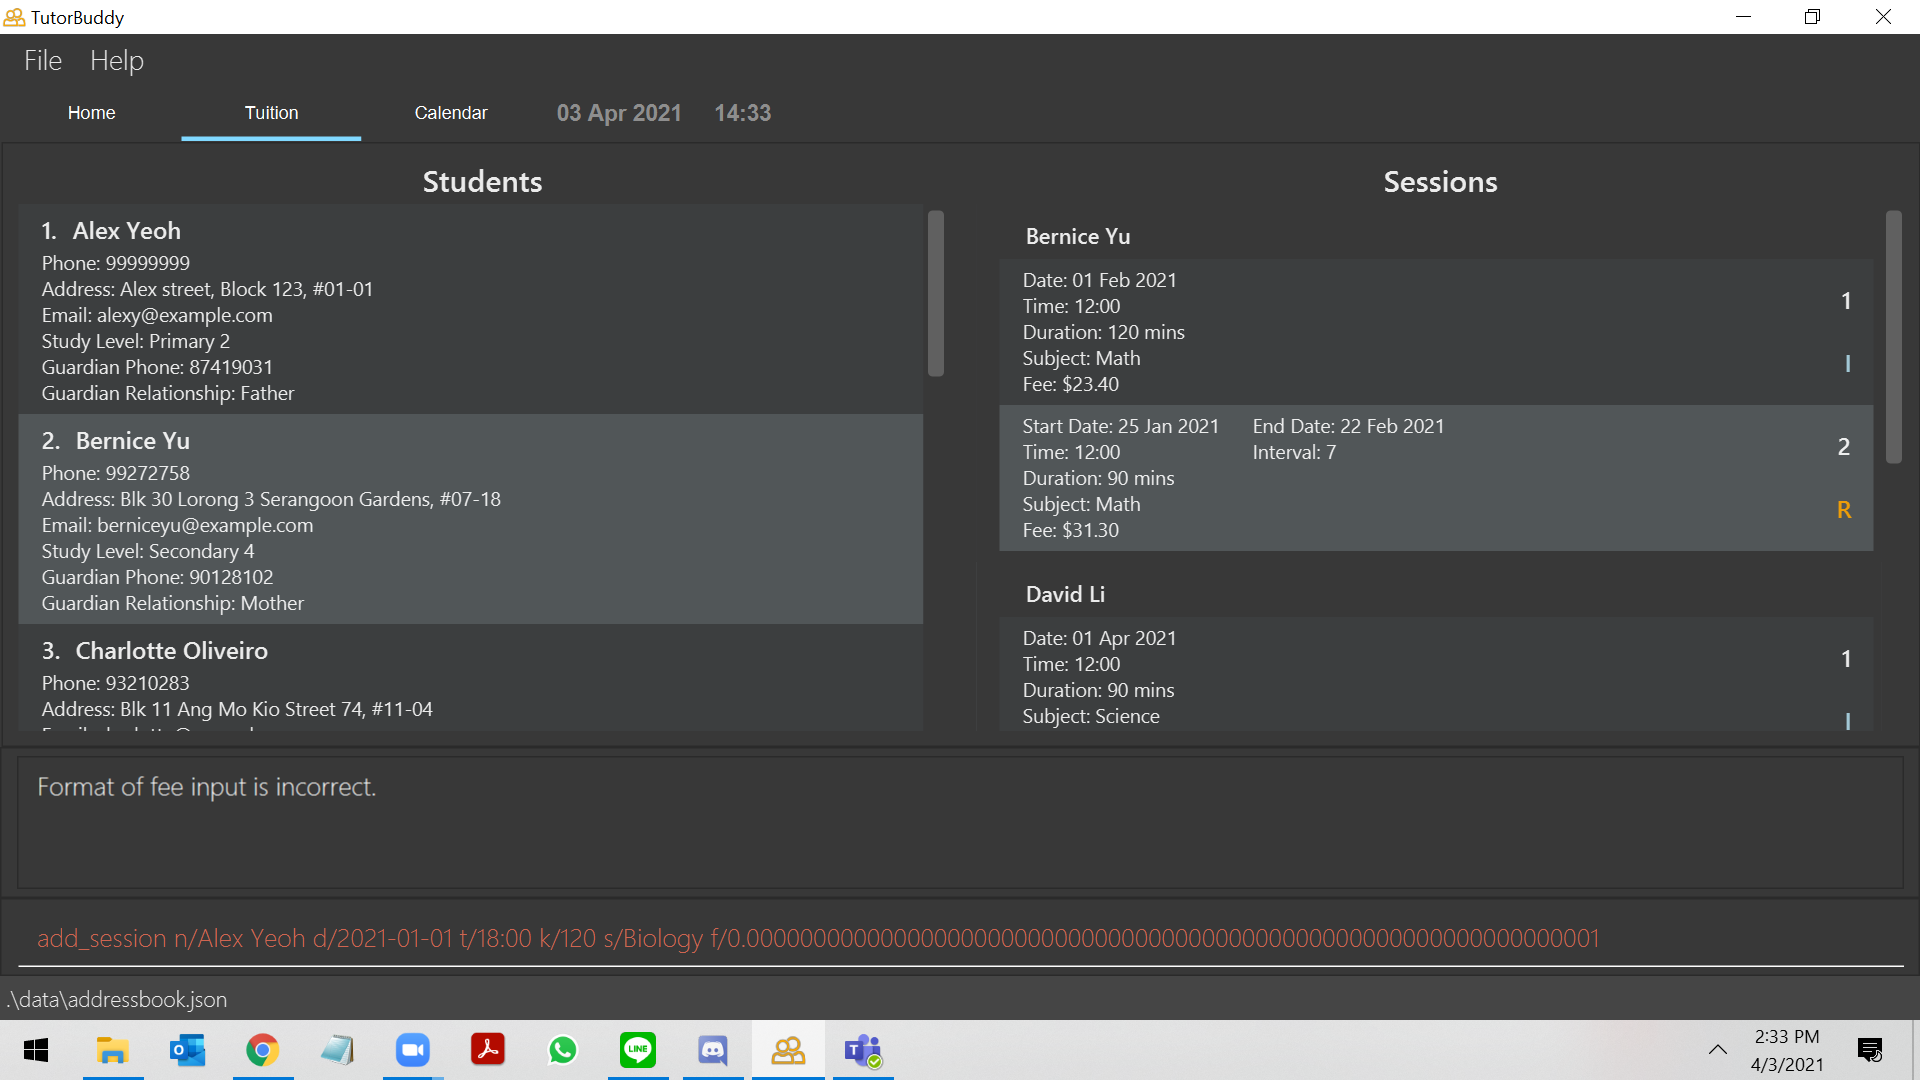 TutorBuddy
File Help
Home Tuition Calendar 03 Apr 2021 14:33
Students
1. Alex Yeoh
Phone: 99999999
Address: Alex street, Block 123, #01-01
Email: alexy@example.com
Study Level: Primary 2
Guardian Phone: 87419031
Guardian Relationship: Father
2. Bernice Yu
Phone: 99272758
Address: Blk 30 Lorong 3 Serangoon Gardens, #07-18
Email: berniceyu@example.com
Study Level: Secondary 4
Guardian Phone: 90128102
Guardian Relationship: Mother
3. Charlotte Oliveiro
Phone: 93210283
Address: Blk 11 Ang Mo Kio Street 74, #11-04
Sessions
Bernice Yu
Date: 01 Feb 2021
Time: 12:00
1
Duration: 120 mins
Subject: Math
I
Fee: $23.40
Start Date: 25 Jan 2021 End Date: 22 Feb 2021
Time: 12:00 Interval: 7
2
Duration: 90 mins
Subject: Math
R
Fee: $31.30
David Li
Date: 01 Apr 2021
Time: 12:00
1
Duration: 90 mins
Subject: Science
I
Format of fee input is incorrect.
add_session n/Alex Yeoh d/2021-01-01 t/18:00 k/120 s/Biology
.\data\addressbook.json
LINE
2:33 PM
4/3/2021